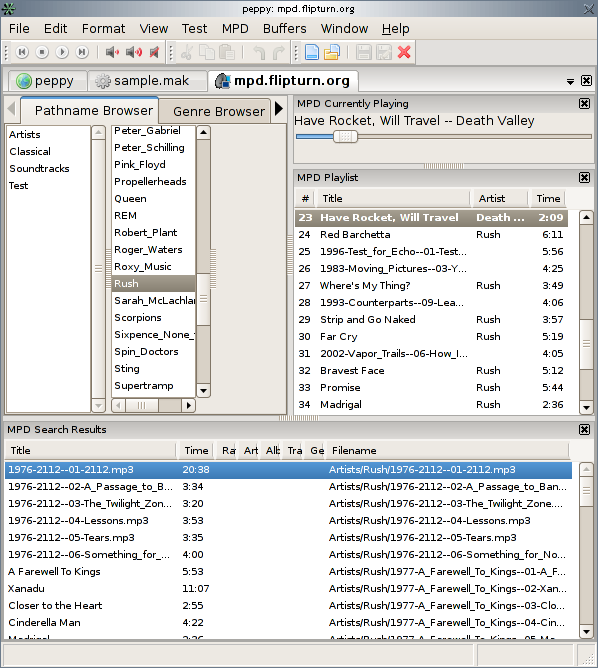 peppy: mpd.flipturn.org
File Edit Format View Test MPD Buffers Window Help
peppy sample.mak mpd.flipturn.org
Pathname Browser Genre Browser
Artists
Classical
Soundtracks
Test
Peter_Gabriel
Peter_Schilling
Pink_Floyd
Propellerheads
Queen
REM
Robert_Plant
Roger_Waters
Roxy_Music
Rush
Sarah_McLachlan
Scorpions
Sixpence_None_
Spin_Doctors
Sting
Supertramp
MPD Currently Playing
Have Rocket, Will Travel -- Death Valley
MPD Playlist
# Title Artist Time
23 Have Rocket, Will Travel Death ... 2:09
24 Red Barchetta Rush 6:11
25 1996-Test_for_Echo--01-Test... 5:56
26 1983-Moving_Pictures--03-Y... 4:25
27 Where's My Thing? Rush 3:49
28 1993-Counterparts--09-Lea... 4:06
29 Strip and Go Naked Rush 3:57
30 Far Cry Rush 5:19
31 2002-Vapor_Trails--06-How_I... 4:05
32 Bravest Face Rush 5:12
33 Promise Rush 5:44
34 Madrigal Rush 2:36
MPD Search Results
Title Time Ra Art Alb Tra Ge Filename
1976-2112--01-2112.mp3 20:38 Artists/Rush/1976-2112--01-2112.mp3
1976-2112--02-A_Passage_to_B... 3:34 Artists/Rush/1976-2112--02-A_Passage_to_Ban...
1976-2112--03-The_Twilight_Z... 3:20 Artists/Rush/1976-2112--03-The_Twilight_Zone....
1976-2112--04-Lessons.mp3 3:53 Artists/Rush/1976-2112--04-Lessons.mp3
1976-2112--05-Tears.mp3 3:35 Artists/Rush/1976-2112--05-Tears.mp3
1976-2112--06-Something_for_... 4:00 Artists/Rush/1976-2112--06-Something_for_No...
A Farewell To Kings 5:53 Artists/Rush/1977-A_Farewell_To_Kings--01-A_F...
Xanadu 11:07 Artists/Rush/1977-A_Farewell_To_Kings--02-Xan...
Closer to the Heart 2:55 Artists/Rush/1977-A_Farewell_To_Kings--03-Clo...
Cinderella Man 4:22 Artists/Rush/1977-A_Farewell_To_Kings--04-Cin...
Madrigal 2:36 Artists/Rush/1977-A_Farewell_To_Kings--05-Ma...